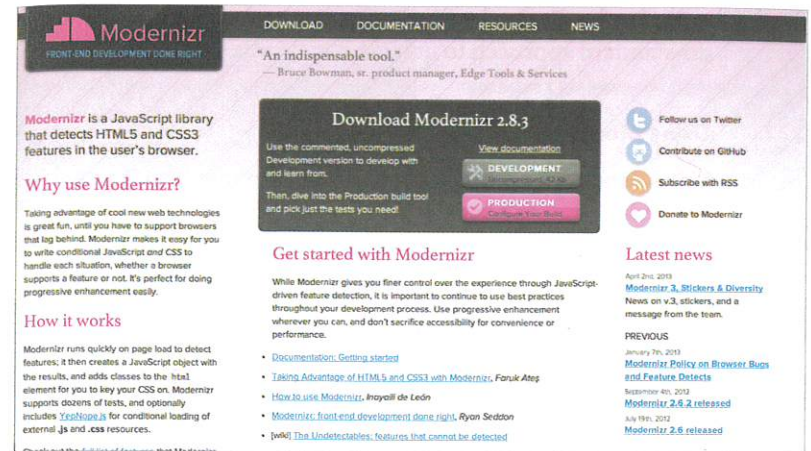 Modernizr
FRONT-END DEVELOPMENT DONE RIGHT
DOWNLOAD
DOCUMENTATION
RESOURCES
NEWS
“An indispensable tool.”
— Bruce Bowman, sr. product manager, Edge Tools & Services
Modernizr is a JavaScript library
that detects HTML5 and CSS3
features in the user’s browser.
Why use Modernizr?
Taking advantage of cool new web technologies
is great fun, until you have to support browsers
that lag behind. Modernizr makes it easy for you
to write conditional JavaScript and CSS to
handle each situation, whether a browser
supports a feature or not. It’s perfect for doing
progressive enhancement easily.
How it works
Modernizr runs quickly on page load to detect
features; it then creates a JavaScript object with
the results, and adds classes to the html
element for you to key your CSS on. Modernizr
supports dozens of tests, and optionally
includes YepNope.js for conditional loading of
external .js and .css resources.
Check out the full list of features that Modernizr
Download Modernizr 2.8.3
Use the commented, uncompressed
Development version to develop with
and learn from.
Then, dive into the Production build tool
and pick just the tests you need!
View documentation
DEVELOPMENT
PRODUCTION
Configure Your Build
Get started with Modernizr
While Modernizr gives you finer control over the experience through JavaScript-
driven feature detection, it is important to continue to use best practices
throughout your development process. Use progressive enhancement
wherever you can, and don’t sacrifice accessibility for convenience or
performance.
• Documentation: Getting started
• Taking Advantage of HTML5 and CSS3 with Modernizr, Faruk Ateş
• How to use Modernizr, Inayaili de León
• Modernizr: front-end development done right, Ryan Seddon
• [wiki] The Undetectables: features that cannot be detected
Follow us on Twitter
Contribute on GitHub
Subscribe with RSS
Donate to Modernizr
Latest news
April 2nd, 2013
Modernizr 3, Stickers & Diversity
News on v.3, stickers, and a
message from the team.
PREVIOUS
January 7th, 2013
Modernizr Policy on Browser Bugs
and Feature Detects
September 4th, 2012
Modernizr 2.6.2 released
July 19th, 2012
Modernizr 2.6 released